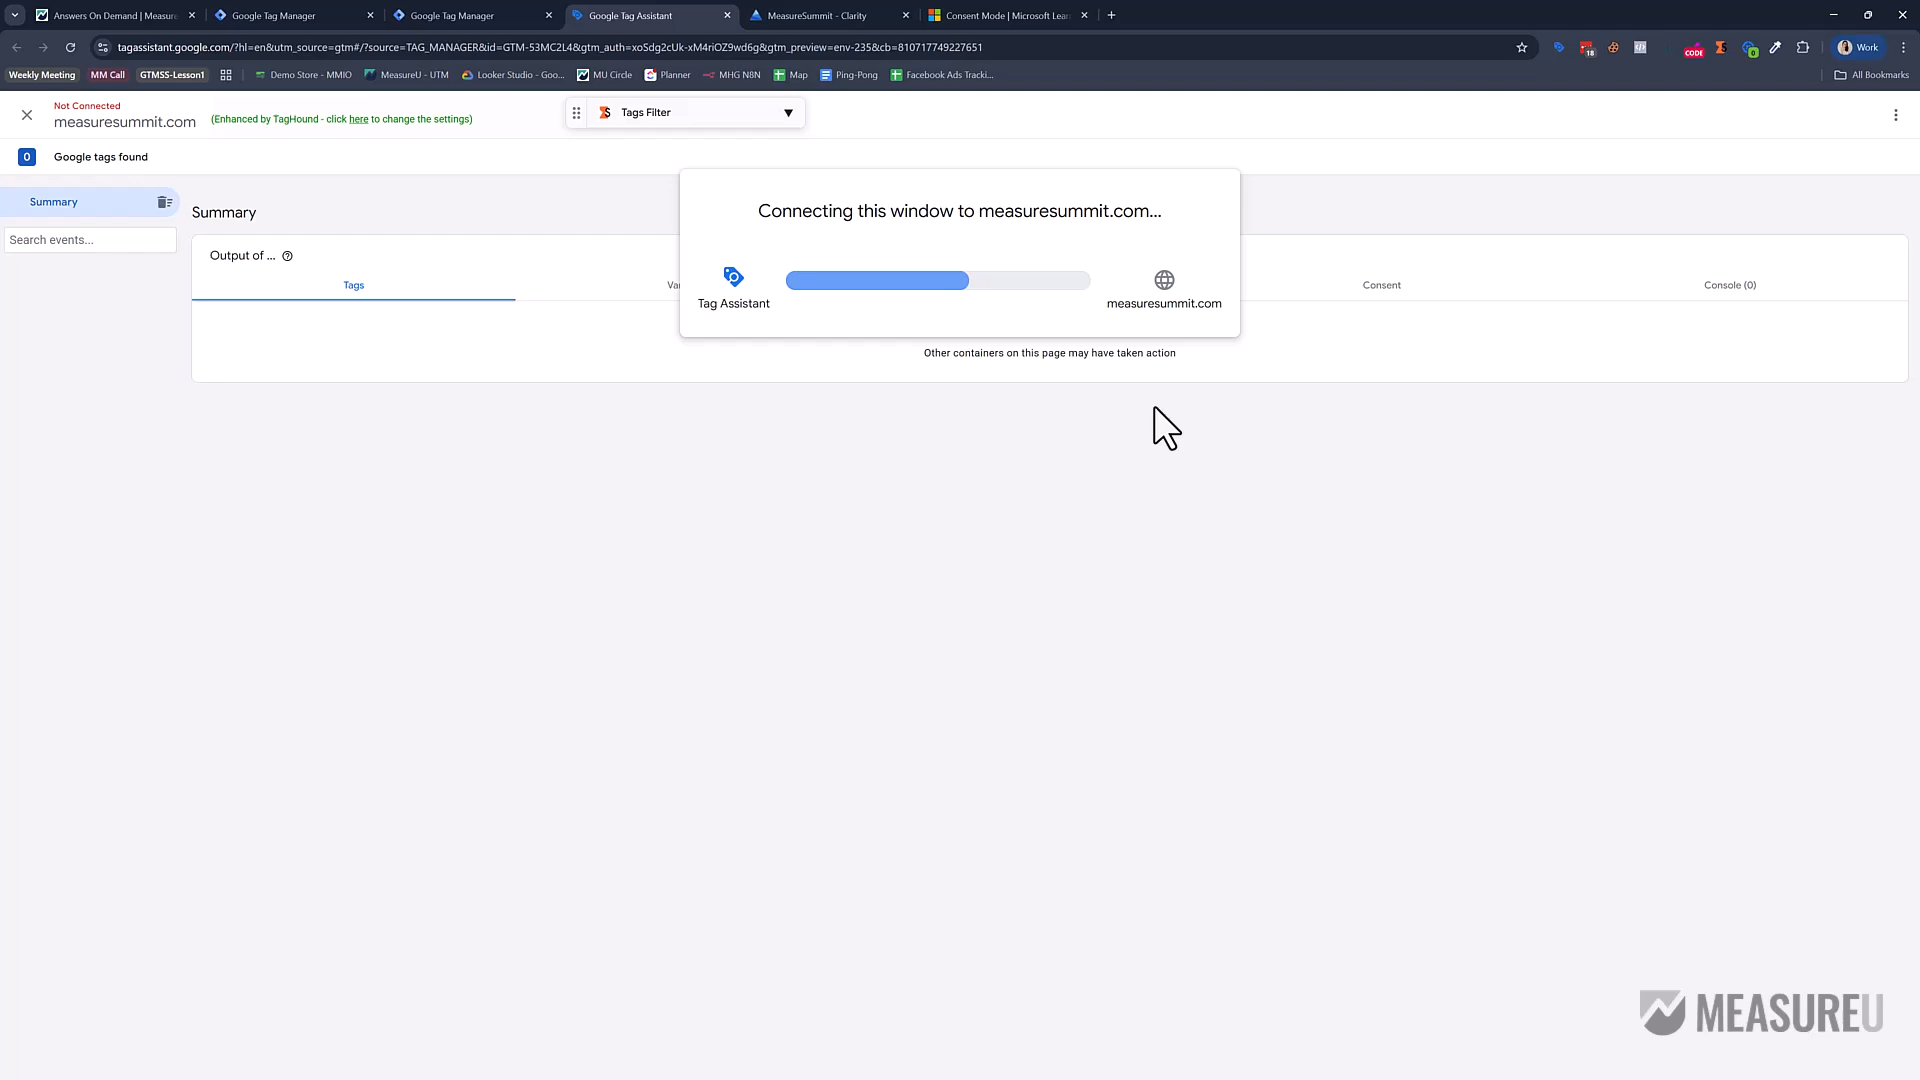 Answers On Demand | Measure
Google Tag Manager
Google Tag Manager
Google Tag Assistant
MeasureSummit - Clarity
Consent Mode | Microsoft Lear
tagassistant.google.com/?hl=en&utm_source=gtm#/?source=TAG_MANAGER&id=GTM-53MC2L4&gtm_auth=xoSdg2cUk-xM4riOZ9wd6g&gtm_preview=env-235&cb=810717749227651
18
CODE
0
Work
Weekly Meeting
MM Call
GTMSS-Lesson1
Demo Store - MMIO
MeasureU - UTM
Looker Studio - Goo...
MU Circle
Planner
MHG N8N
Map
Ping-Pong
Facebook Ads Tracki...
All Bookmarks
Not Connected
measuresummit.com
(Enhanced by TagHound - click here to change the settings)
Tags Filter
0
Google tags found
Summary
Search events...
Summary
Output of ...
Tags
Va
Consent
Console (0)
Connecting this window to measuresummit.com...
Tag Assistant
measuresummit.com
Other containers on this page may have taken action
MEASUREU